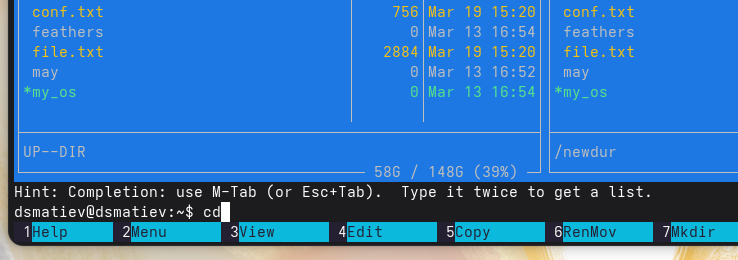 conf.txt 756 Mar 19 15:20 conf.txt
feathers 0 Mar 13 16:54 feathers
file.txt 2884 Mar 19 15:20 file.txt
may 0 Mar 13 16:52 may
*my_os 0 Mar 13 16:54 *my_os
UP--DIR /newdur
58G / 148G (39%)
Hint: Completion: use M-Tab (or Esc+Tab).  Type it twice to get a list.
dsmatiev@dsmatiev:~$ cd
1Help 2Menu 3View 4Edit 5Copy 6RenMov 7Mkdir